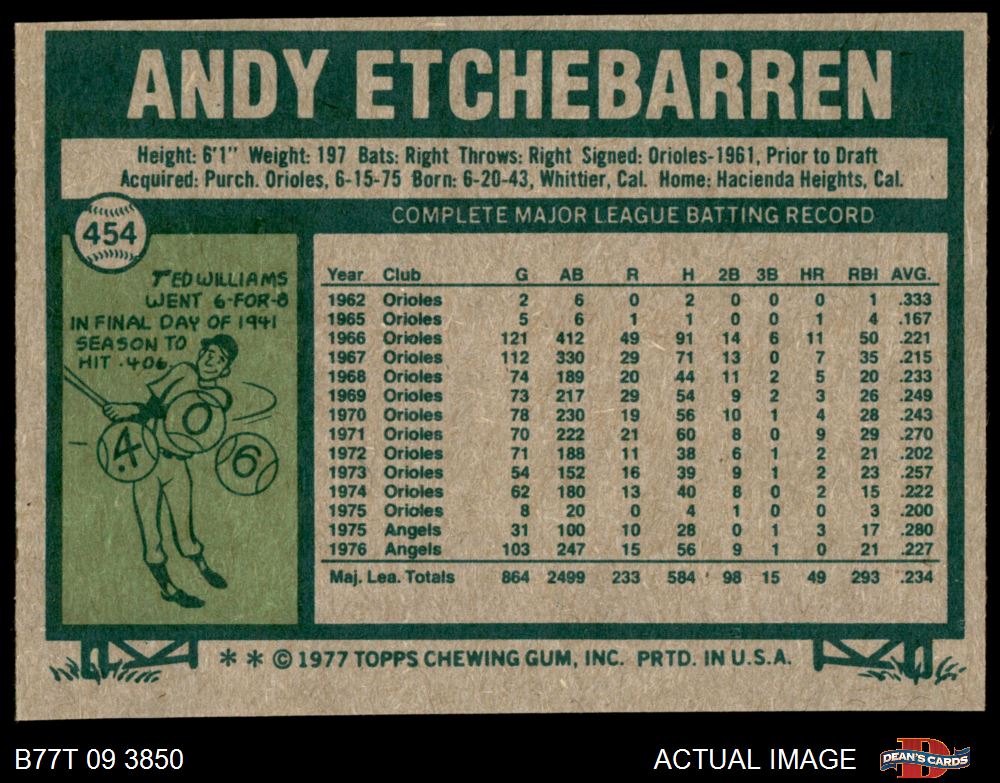 ANDY ETCHEBARREN
Height: 6'1" Weight: 197 Bats: Right Throws: Right Signed: Orioles-1961, Prior to Draft
Acquired: Purch. Orioles, 6-15-75 Born: 6-20-43, Whittier, Cal. Home: Hacienda Heights, Cal.
454
TED WILLIAMS
WENT 6-FOR-8
IN FINAL DAY OF 1941
SEASON TO
HIT .406.
.4 0 6
COMPLETE MAJOR LEAGUE BATTING RECORD
Year Club G AB R H 2B 3B HR RBI AVG.
1962 Orioles 2 6 0 2 0 0 0 1 .333
1965 Orioles 5 6 1 1 0 0 1 4 .167
1966 Orioles 121 412 49 91 14 6 11 50 .221
1967 Orioles 112 330 29 71 13 0 7 35 .215
1968 Orioles 74 189 20 44 11 2 5 20 .233
1969 Orioles 73 217 29 54 9 2 3 26 .249
1970 Orioles 78 230 19 56 10 1 4 28 .243
1971 Orioles 70 222 21 60 8 0 9 29 .270
1972 Orioles 71 188 11 38 6 1 2 21 .202
1973 Orioles 54 152 16 39 9 1 2 23 .257
1974 Orioles 62 180 13 40 8 0 2 15 .222
1975 Orioles 8 20 0 4 1 0 0 3 .200
1975 Angels 31 100 10 28 0 1 3 17 .280
1976 Angels 103 247 15 56 9 1 0 21 .227
Maj. Lea. Totals 864 2499 233 584 98 15 49 293 .234
* * © 1977 TOPPS CHEWING GUM, INC. PRTD. IN U.S.A.
B77T 09 3850
ACTUAL IMAGE
DEAN'S CARDS